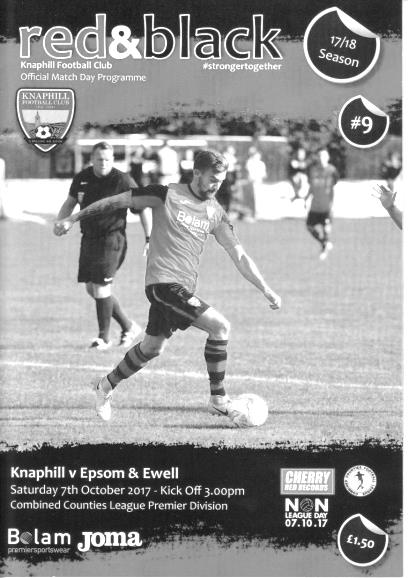 red&black
Knaphill Football Club
#strongertogether
Official Match Day Programme
17/18
Season
KNAPHILL
FOOTBALL CLUB
#9
Bolam
Knaphill v Epsom & Ewell
Saturday 7th October 2017 - Kick Off 3.00pm
Combined Counties League Premier Division
CHERRY
RED RECORDS
NON
LEAGUE DAY
07.10.17
Bolam
premiersportswear
Joma
£1.50